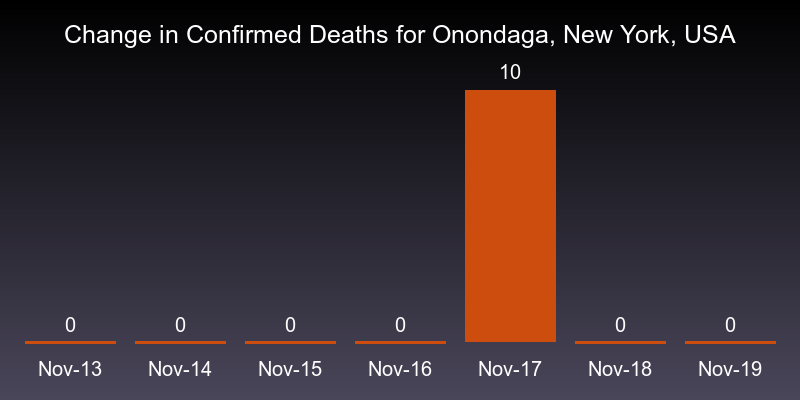 Change in Confirmed Deaths for Onondaga, New York, USA
10
0 0 0 0 0 0
Nov-13 Nov-14 Nov-15 Nov-16 Nov-17 Nov-18 Nov-19